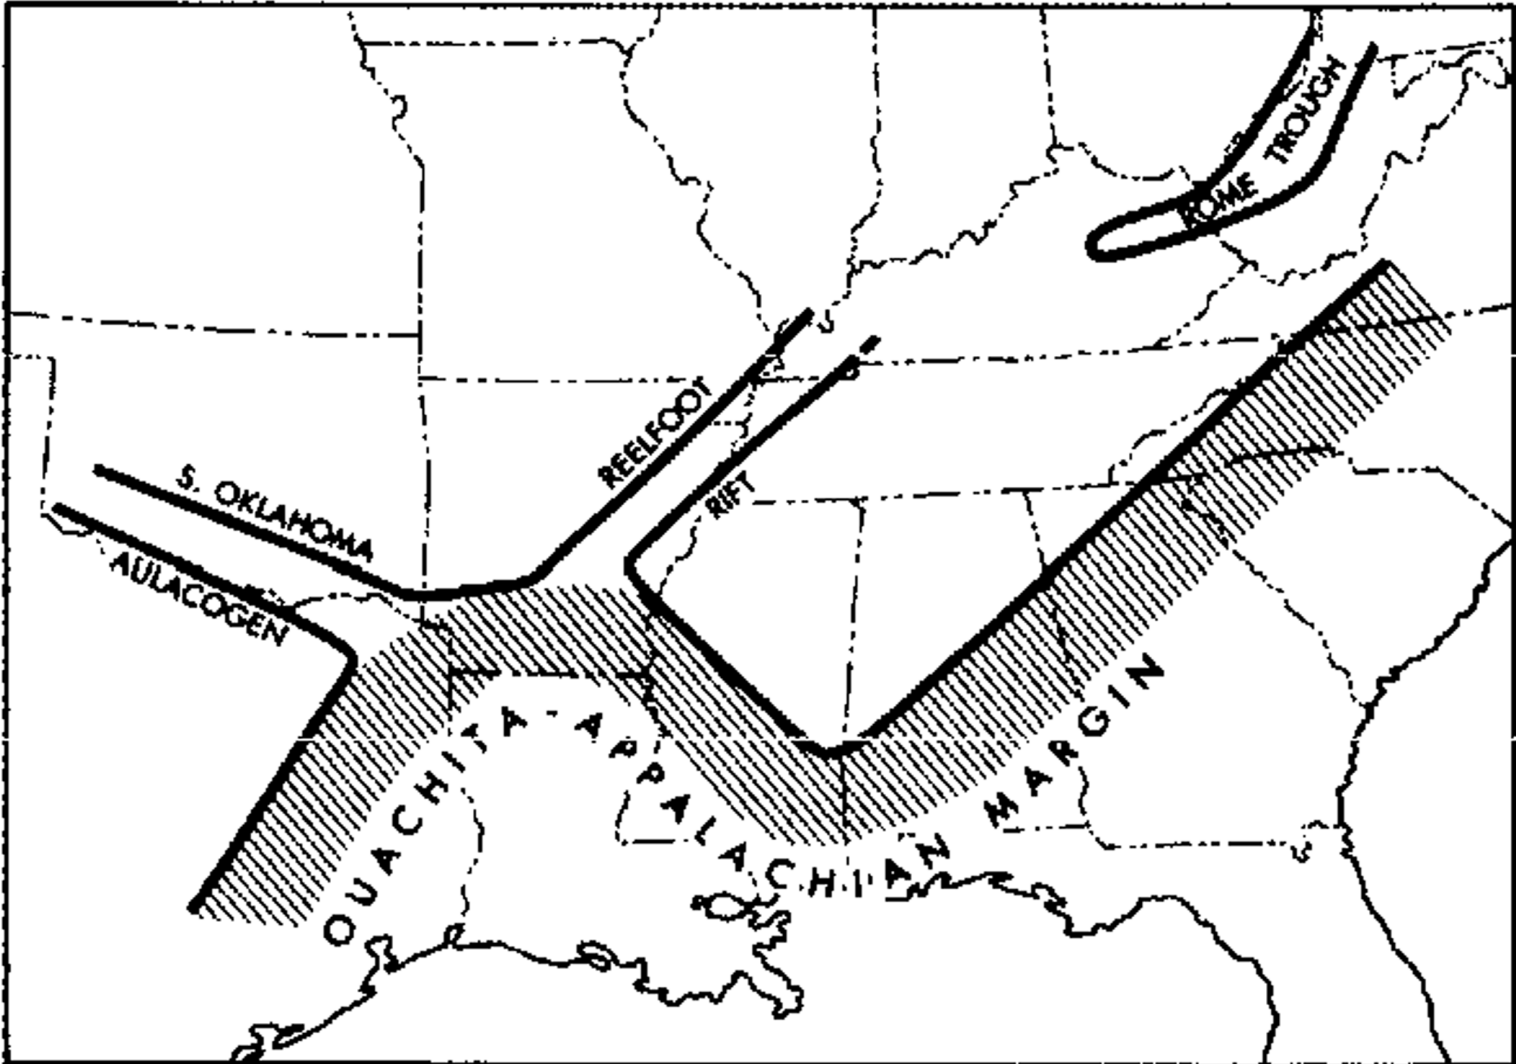 ROME TROUGH
REELFOOT
RIFT
S. OKLAHOMA
AULACOGEN
OUACHITA - APPALACHIAN MARGIN